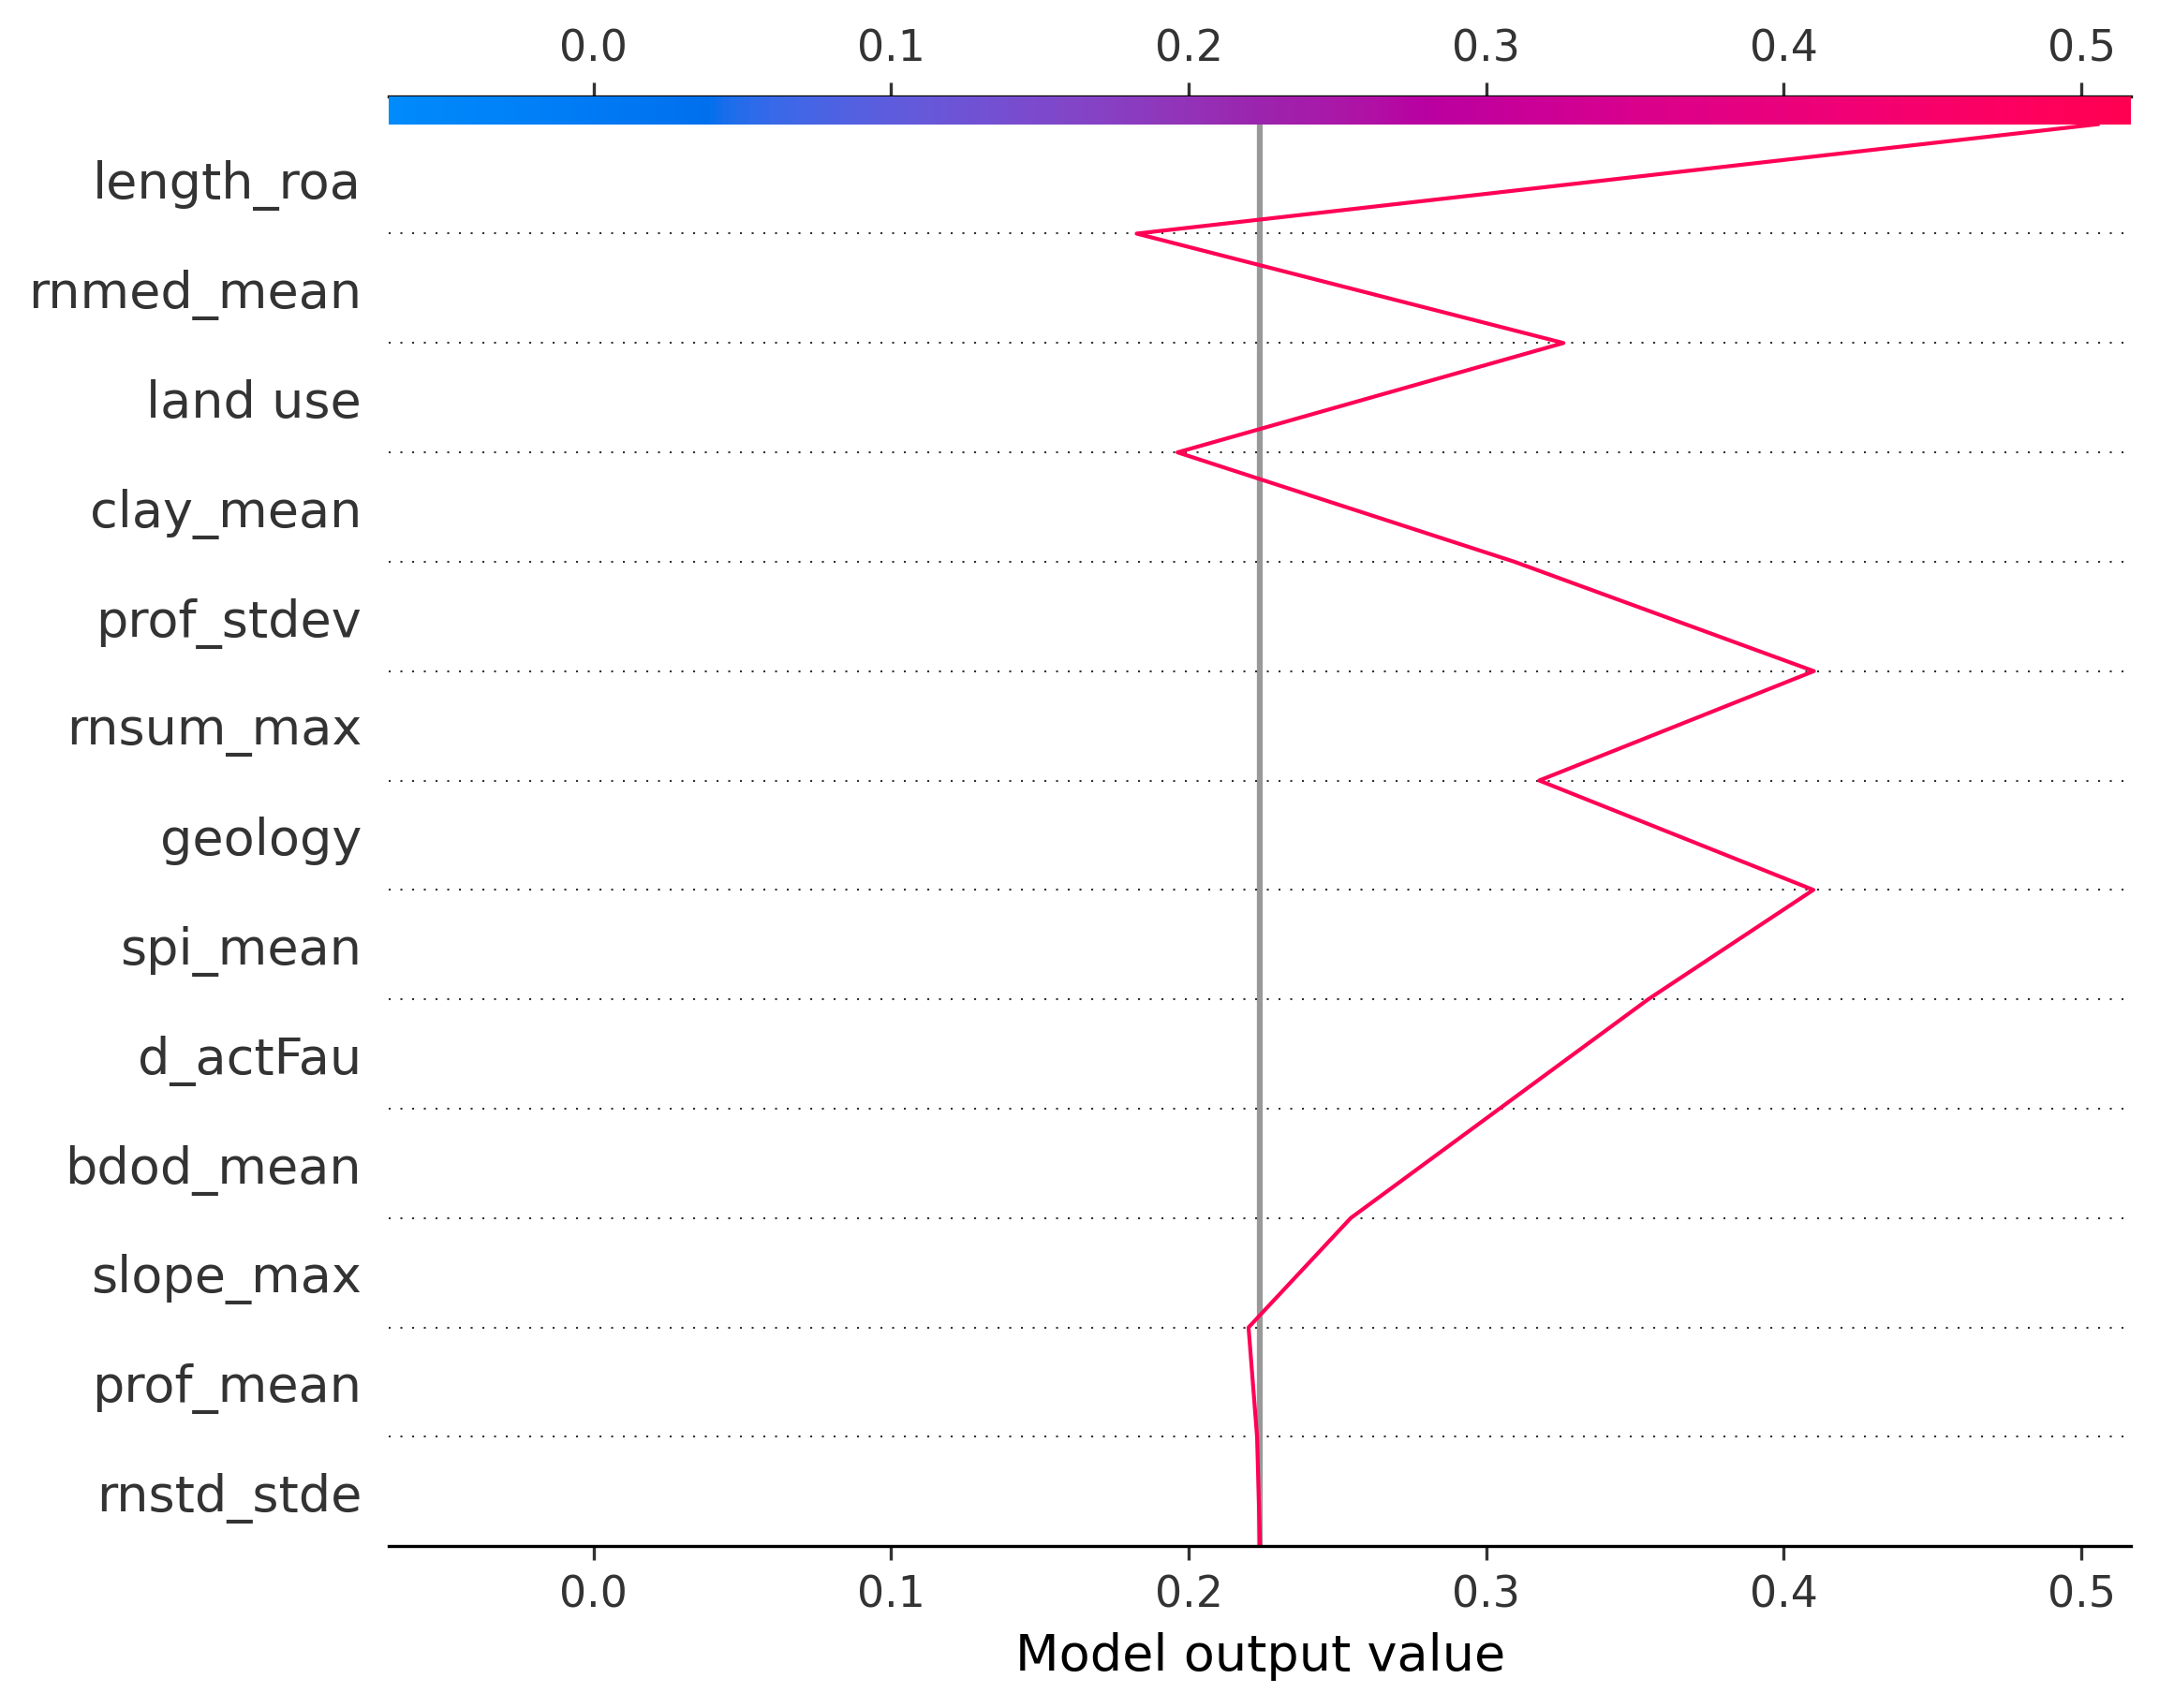 0.0 0.1 0.2 0.3 0.4 0.5
length_roa
rnmed_mean
land use
clay_mean
prof_stdev
rnsum_max
geology
spi_mean
d_actFau
bdod_mean
slope_max
prof_mean
rnstd_stde
0.0 0.1 0.2 0.3 0.4 0.5
Model output value